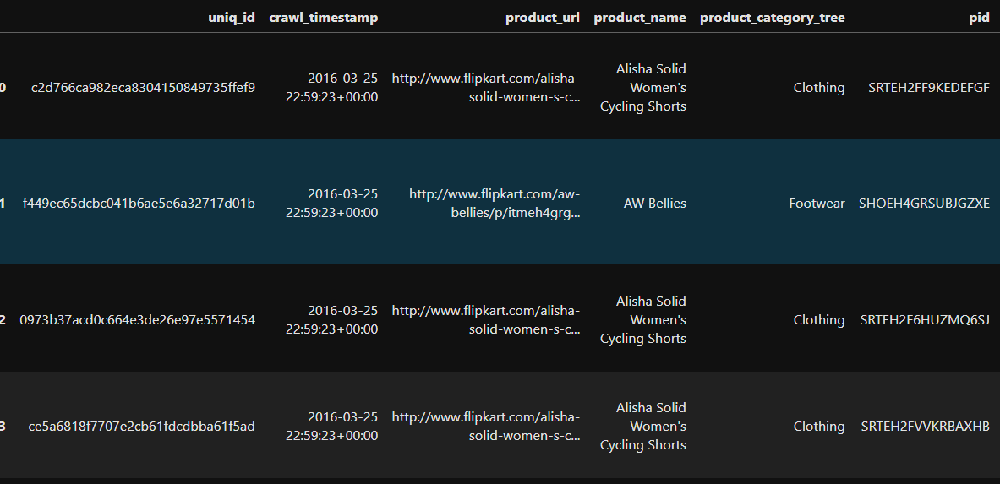 uniq_id crawl_timestamp product_url product_name product_category_tree pid
0 c2d766ca982eca8304150849735ffef9 2016-03-25 22:59:23+00:00 http://www.flipkart.com/alisha-solid-women-s-c... Alisha Solid Women's Cycling Shorts Clothing SRTEH2FF9KEDEFGF
1 f449ec65dcbc041b6ae5e6a32717d01b 2016-03-25 22:59:23+00:00 http://www.flipkart.com/aw-bellies/p/itmeh4grg... AW Bellies Footwear SHOEH4GRSUBJGZXE
2 0973b37acd0c664e3de26e97e5571454 2016-03-25 22:59:23+00:00 http://www.flipkart.com/alisha-solid-women-s-c... Alisha Solid Women's Cycling Shorts Clothing SRTEH2F6HUZMQ6SJ
3 ce5a6818f7707e2cb61fdcdbba61f5ad 2016-03-25 22:59:23+00:00 http://www.flipkart.com/alisha-solid-women-s-c... Alisha Solid Women's Cycling Shorts Clothing SRTEH2FVVKRBAXHB